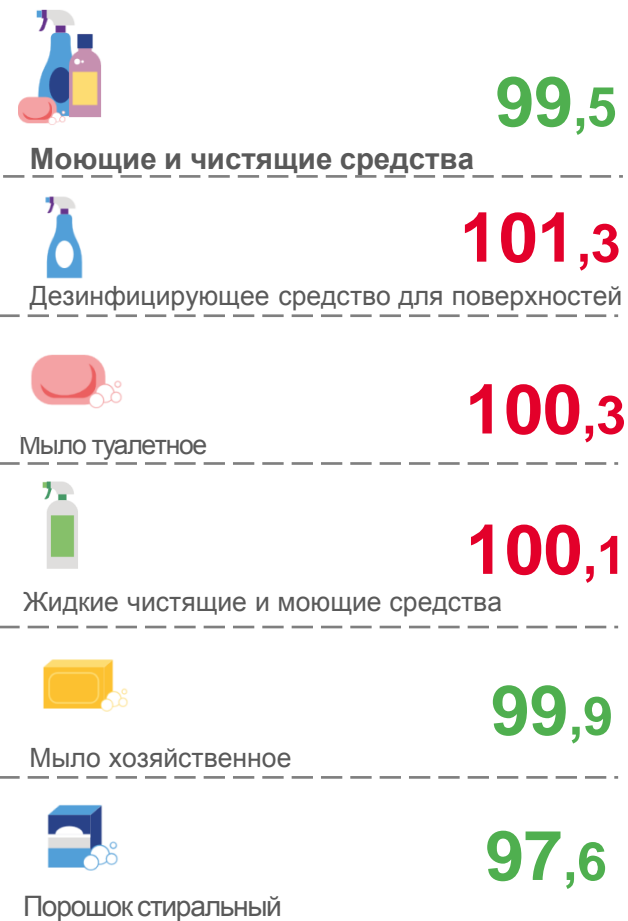 99,5
Моющие и чистящие средства
101,3
Дезинфицирующее средство для поверхностей
100,3
Мыло туалетное
100,1
Жидкие чистящие и моющие средства
99,9
Мыло хозяйственное
97,6
Порошок стиральный